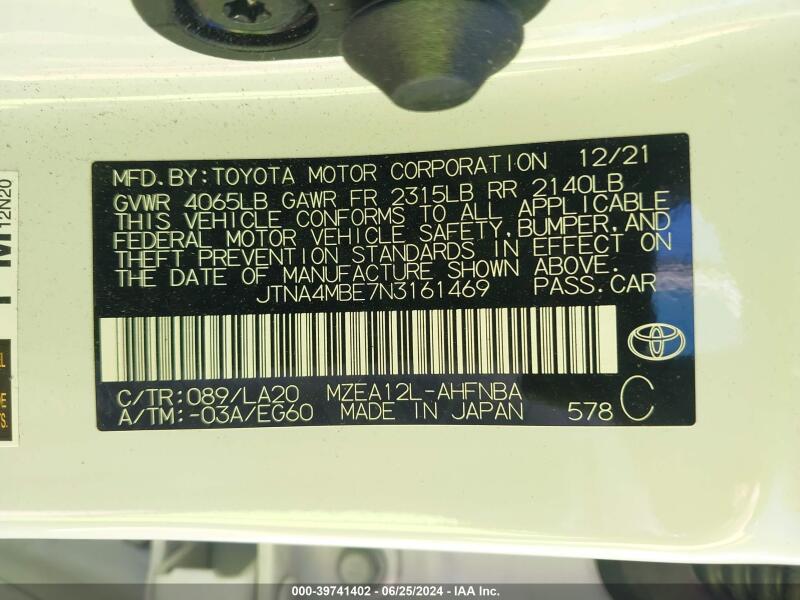 MFD.BY:TOYOTA MOTOR CORPORATION 12/21
GVWR 4065LB GAWR FR 2315LB RR 2140LB
THIS VEHICLE CONFORMS TO ALL APPLICABLE
FEDERAL MOTOR VEHICLE SAFETY,BUMPER,AND
THEFT PREVENTION STANDARDS IN EFFECT ON
THE DATE OF MANUFACTURE SHOWN ABOVE.
JTNA4MBE7N3161469 PASS.CAR
C/TR:089/LA20 MZEA12L-AHFNBA
A/TM:-03A/EG60 MADE IN JAPAN 578 C
12N20
000-39741402 - 06/25/2024 - IAA Inc.